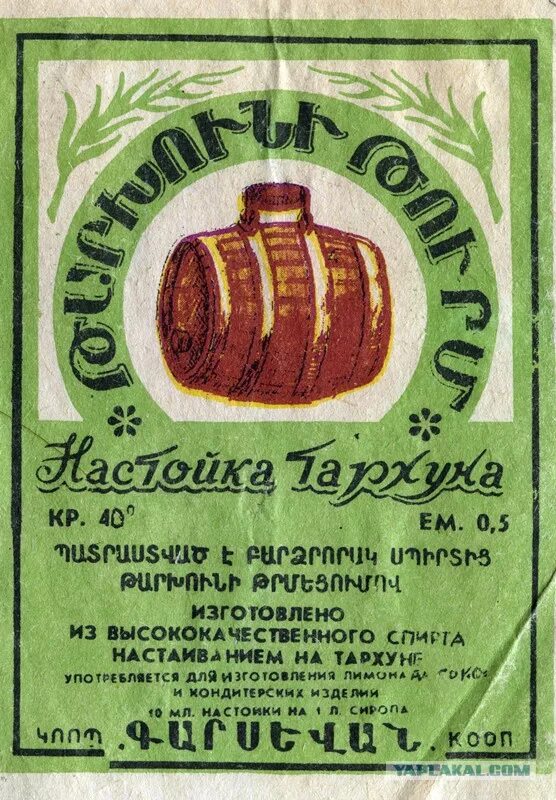 ԹԱՐԽՈՒՆԻ ԹՈՒՐՄ
Настойка Тархуна
КР. 40° ЕМ. 0,5
ՊԱՏՐԱՍՏՎԱԾ Է ԲԱՐՁՐՈՐԱԿ ՍՊԻՐՏԻՑ
ԹԱՐԽՈՒՆԻ ԹՐՄԵՑՈՒՄՈՎ
ИЗГОТОВЛЕНО
ИЗ ВЫСОКОКАЧЕСТВЕННОГО СПИРТА
НАСТАИВАНИЕМ НА ТАРХУНЕ
УПОТРЕБЛЯЕТСЯ ДЛЯ ИЗГОТОВЛЕНИЯ ЛИМОНАДА
И КОНДИТЕРСКИХ ИЗДЕЛИЙ
10 МЛ. НАСТОЙКИ НА 1 Л. СИРОПА
ԿՈՈՊ .ԳԱՐՍԵՎԱՆ. КООП
YAPLAKAL.COM